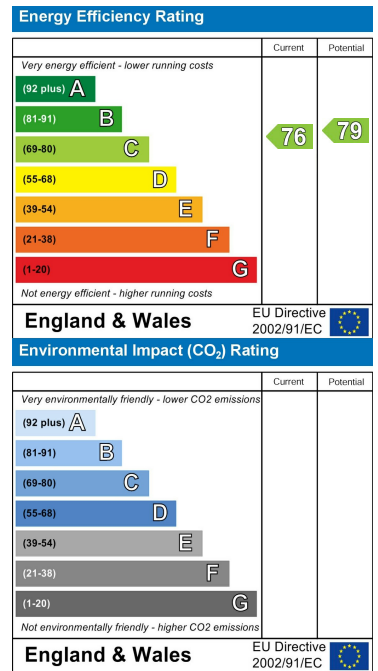 Energy Efficiency Rating
Current Potential
Very energy efficient - lower running costs
(92 plus) A
(81-91) B
(69-80) C
(55-68) D
(39-54) E
(21-38) F
(1-20) G
76 79
Not energy efficient - higher running costs
England & Wales
EU Directive
2002/91/EC
Environmental Impact (CO₂) Rating
Current Potential
Very environmentally friendly - lower CO2 emissions
(92 plus) A
(81-91) B
(69-80) C
(55-68) D
(39-54) E
(21-38) F
(1-20) G
Not environmentally friendly - higher CO2 emissions
England & Wales
EU Directive
2002/91/EC